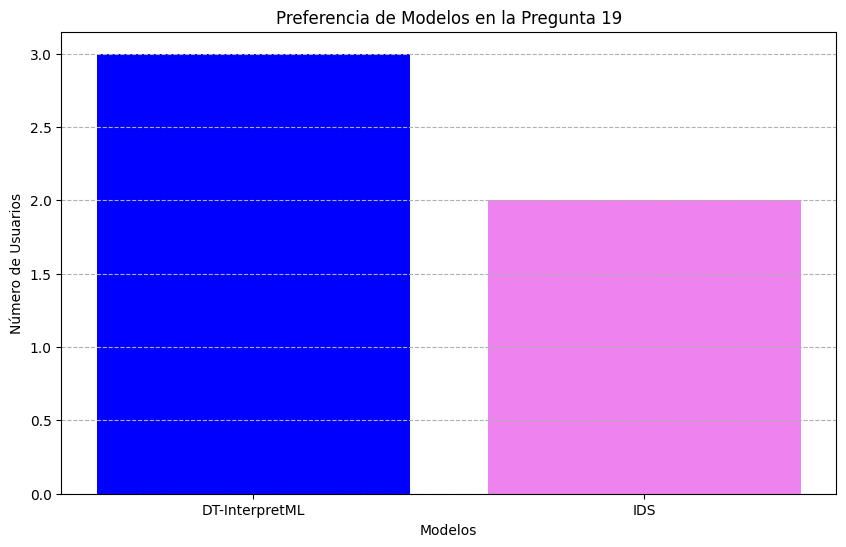 Preferencia de Modelos en la Pregunta 19
Número de Usuarios
3.0
2.5
2.0
1.5
1.0
0.5
0.0
DT-InterpretML
IDS
Modelos